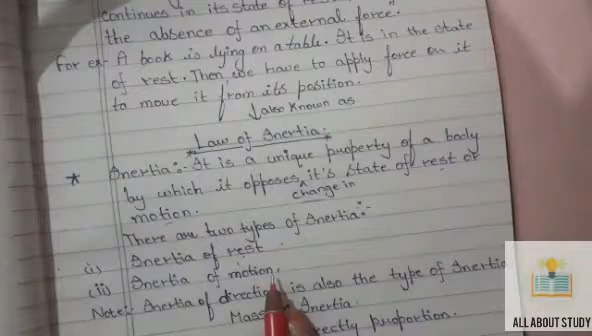 continues in its state of
the absence of an external force."
for ex- A book is lying on a table. It is in the state
of rest. Then, we have to apply force on it
to move it from its position.
↓ also known as
Law of Inertia:
* Inertia:- It is a unique property of a body
by which it opposes change in it's state of rest or
motion.
There are two types of Inertia:-
(i) Inertia of rest
(ii) Inertia of motion.
Note: Inertia of direction is also the type of Inertia
Mass Inertia
rectly proportion.
ALL ABOUT STUDY